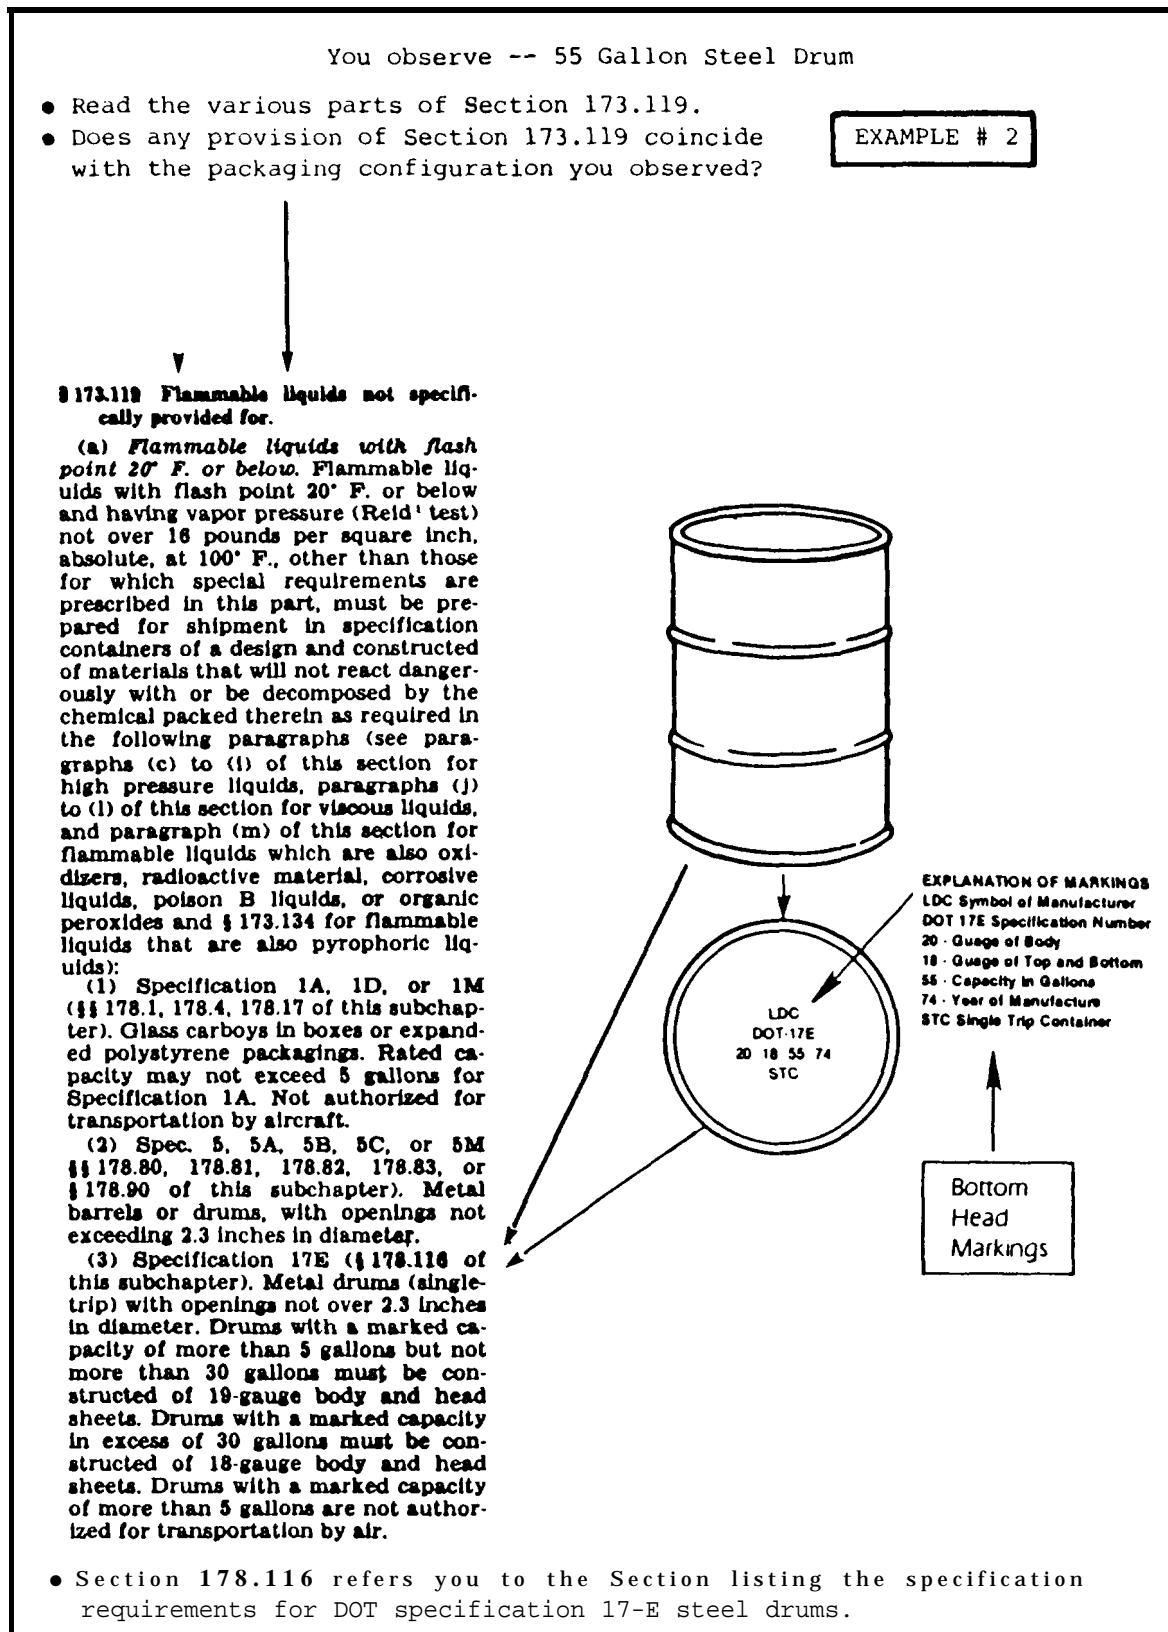 You observe -- 55 Gallon Steel Drum
● Read the various parts of Section 173.119.
● Does any provision of Section 173.119 coincide
with the packaging configuration you observed?
EXAMPLE # 2
§ 173.119 Flammable liquids not specifi-
cally provided for.
(a) Flammable liquids with flash
point 20° F. or below. Flammable liq-
uids with flash point 20° F. or below
and having vapor pressure (Reid¹ test)
not over 16 pounds per square inch,
absolute, at 100° F., other than those
for which special requirements are
prescribed in this part, must be pre-
pared for shipment in specification
containers of a design and constructed
of materials that will not react danger-
ously with or be decomposed by the
chemical packed therein as required in
the following paragraphs (see para-
graphs (c) to (i) of this section for
high pressure liquids, paragraphs (j)
to (l) of this section for viscous liquids,
and paragraph (m) of this section for
flammable liquids which are also oxi-
dizers, radioactive material, corrosive
liquids, poison B liquids, or organic
peroxides and § 173.134 for flammable
liquids that are also pyrophoric liq-
uids):
(1) Specification 1A, 1D, or 1M
(§§ 178.1, 178.4, 178.17 of this subchap-
ter). Glass carboys in boxes or expand-
ed polystyrene packagings. Rated ca-
pacity may not exceed 5 gallons for
Specification 1A. Not authorized for
transportation by aircraft.
(2) Spec. 5, 5A, 5B, 5C, or 5M
§§ 178.80, 178.81, 178.82, 178.83, or
§ 178.90 of this subchapter). Metal
barrels or drums, with openings not
exceeding 2.3 inches in diameter.
(3) Specification 17E (§ 178.116 of
this subchapter). Metal drums (single-
trip) with openings not over 2.3 inches
in diameter. Drums with a marked ca-
pacity of more than 5 gallons but not
more than 30 gallons must be con-
structed of 19-gauge body and head
sheets. Drums with a marked capacity
in excess of 30 gallons must be con-
structed of 18-gauge body and head
sheets. Drums with a marked capacity
of more than 5 gallons are not author-
ized for transportation by air.
LDC
DOT-17E
20 18 55 74
STC
EXPLANATION OF MARKINGS
LDC Symbol of Manufacturer
DOT 17E Specification Number
20 - Guage of Body
18 - Guage of Top and Bottom
55 - Capacity in Gallons
74 - Year of Manufacture
STC Single Trip Container
Bottom
Head
Markings
● Section 178.116 refers you to the Section listing the specification
requirements for DOT specification 17-E steel drums.